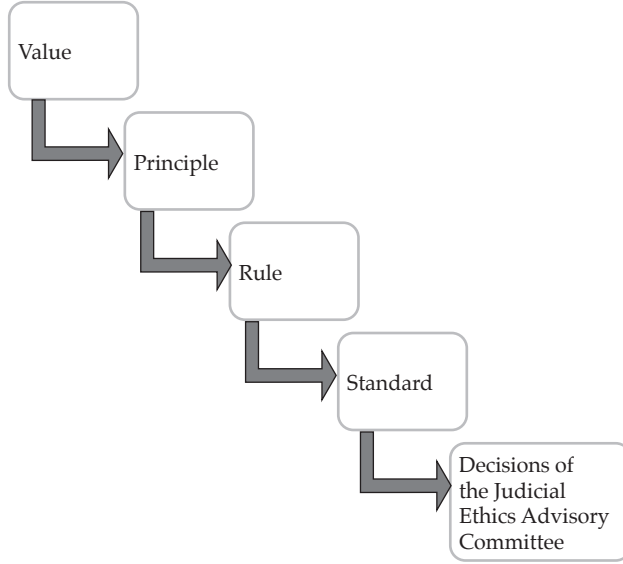 Value
Principle
Rule
Standard
Decisions of
the Judicial
Ethics Advisory
Committee